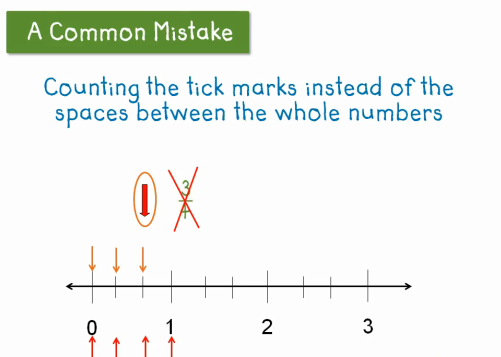 A Common Mistake
Counting the tick marks instead of the
spaces between the whole numbers
3
4
0 1 2 3